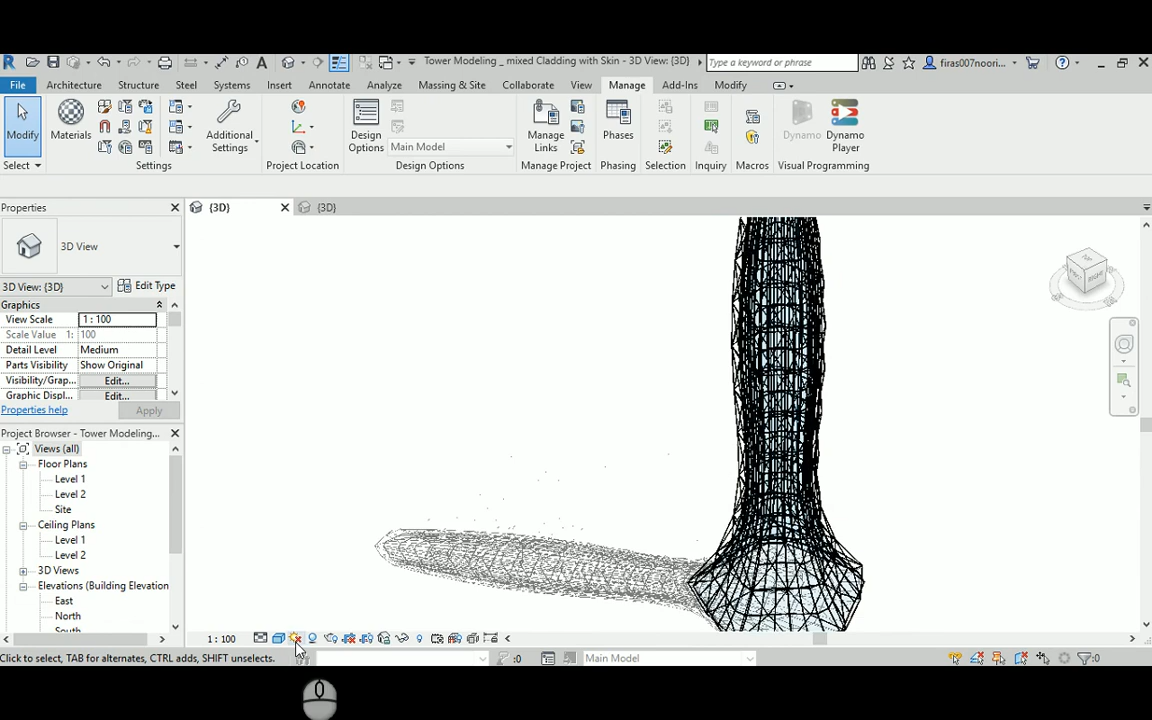 Tower Modeling _ mixed Cladding with Skin - 3D View: {3D}
Type a keyword or phrase
firas007noori...
File Architecture Structure Steel Systems Insert Annotate Analyze Massing & Site Collaborate View Manage Add-Ins Modify
Modify
Materials
Additional
Settings
Design
Options
Main Model
Manage
Links
Phases
Dynamo
Dynamo
Player
Select Settings Project Location Design Options Manage Project Phasing Selection Inquiry Macros Visual Programming
Properties
{3D}
{3D}
3D View
3D View: {3D}
Edit Type
Graphics
View Scale 1 : 100
Scale Value 1: 100
Detail Level Medium
Parts Visibility Show Original
Visibility/Grap... Edit...
Graphic Displ... Edit...
Properties help
Apply
Project Browser - Tower Modeling...
Views (all)
Floor Plans
Level 1
Level 2
Site
Ceiling Plans
Level 1
Level 2
3D Views
Elevations (Building Elevation
East
North
South
RIGHT
1 : 100
Click to select, TAB for alternates, CTRL adds, SHIFT unselects.
:0
Main Model
:0